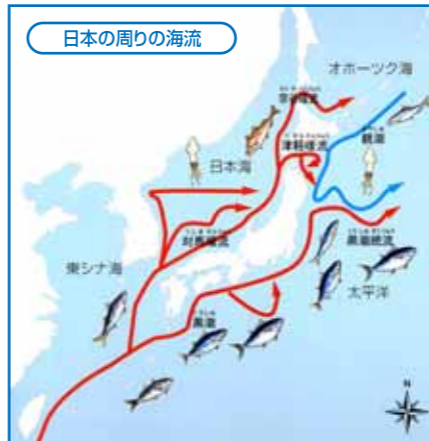 日本の周りの海流
オホーツク海
宗谷暖流
津軽暖流
親潮
日本海
対馬暖流
黒潮続流
東シナ海
太平洋
黒潮
N